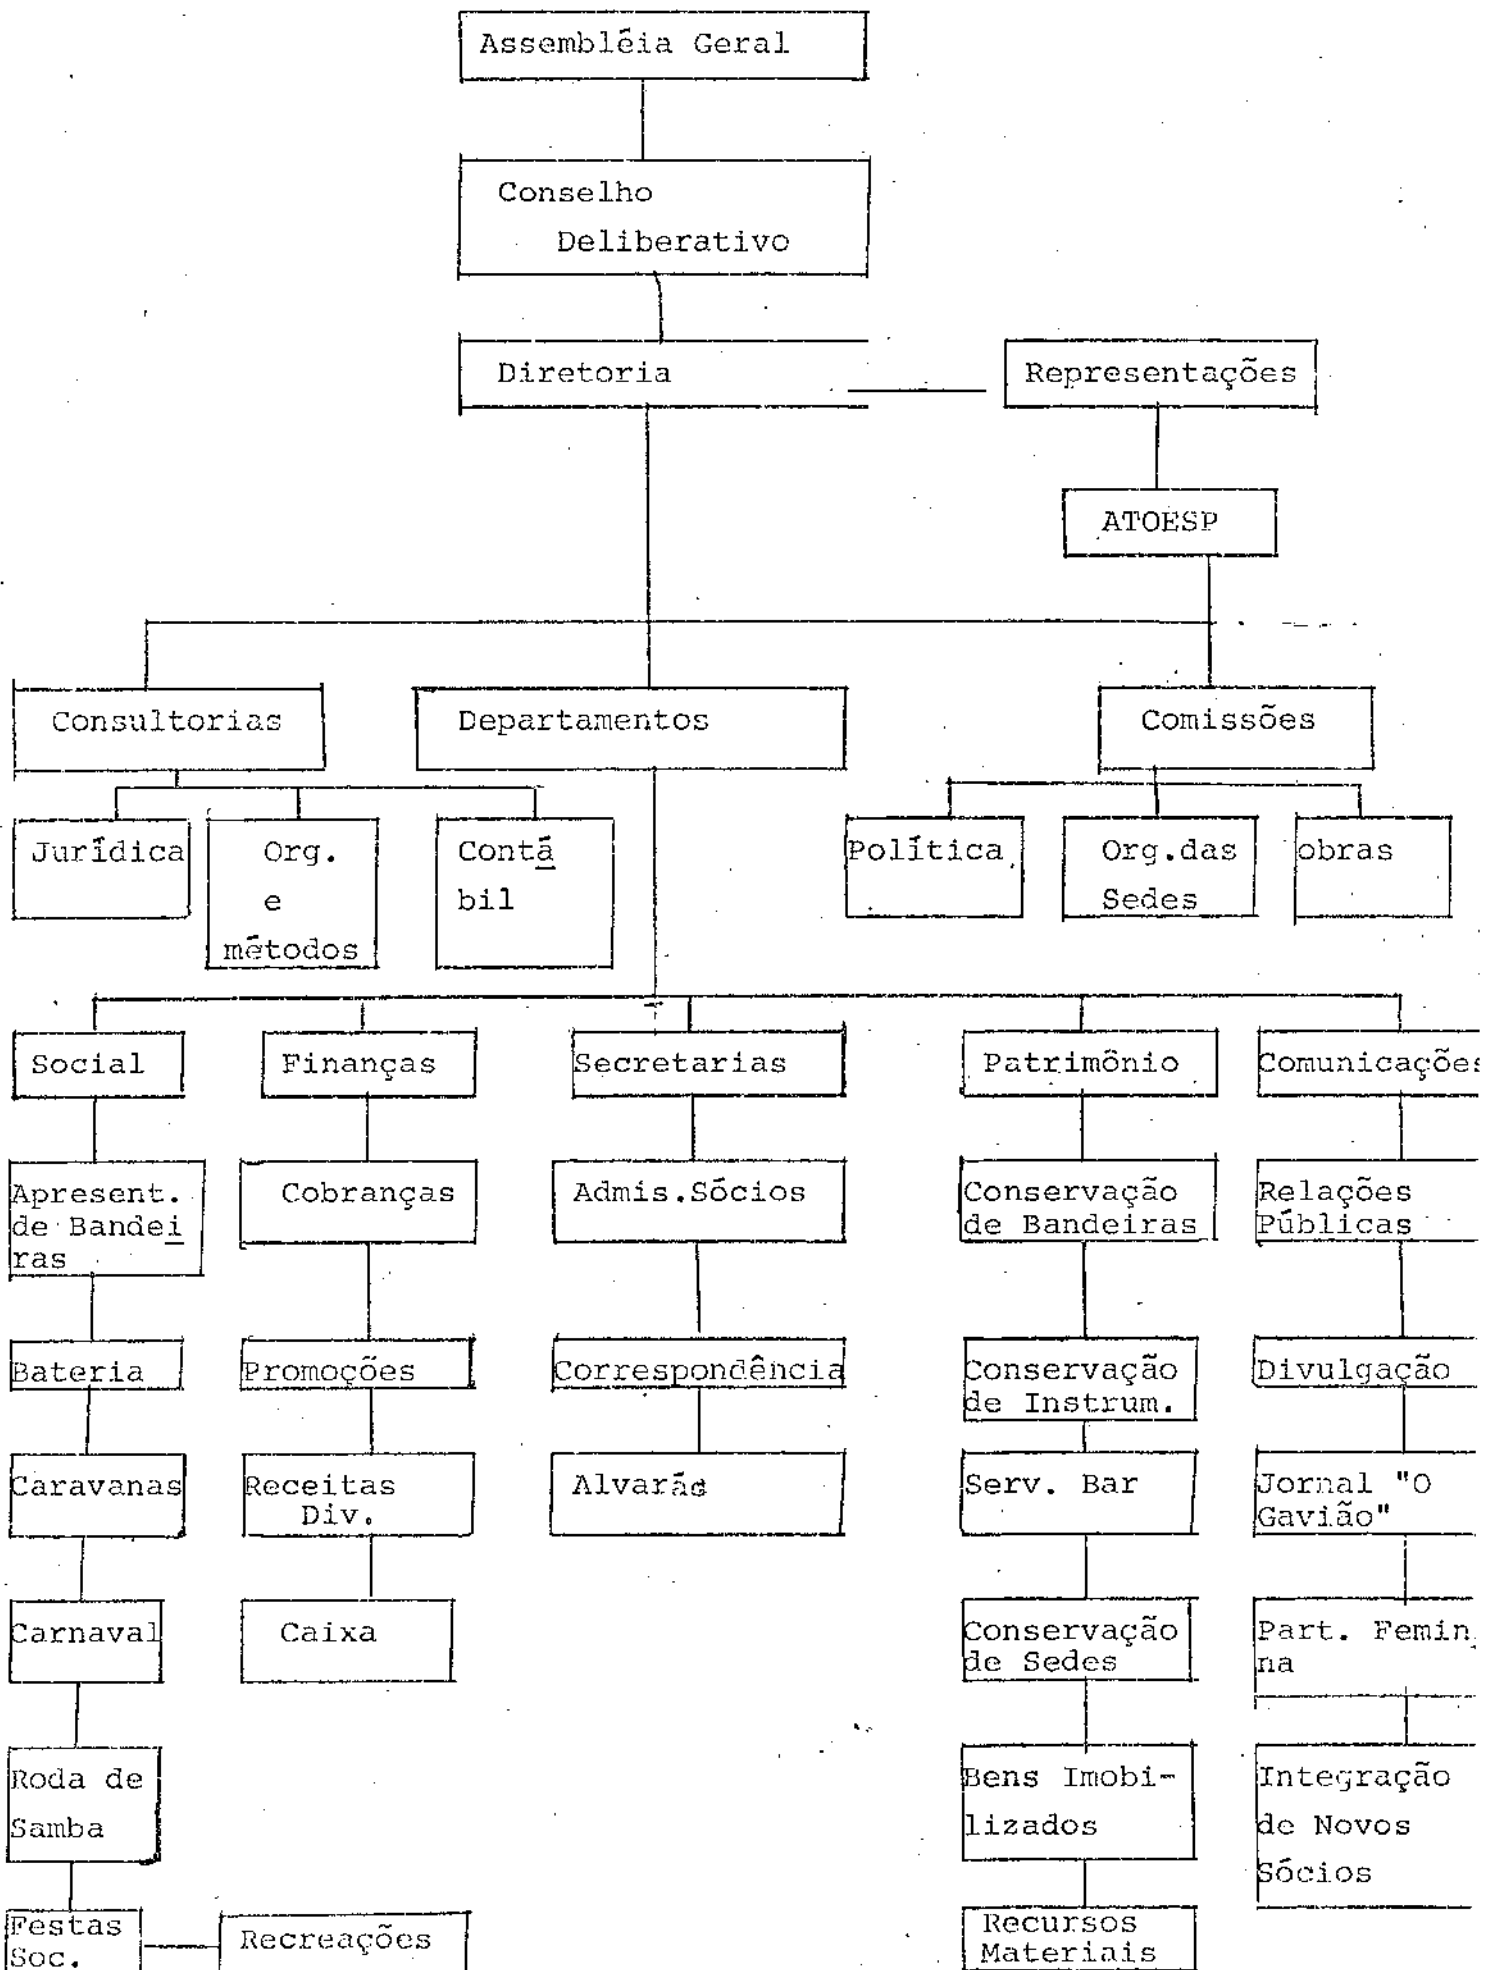 Assembléia Geral
Conselho
Deliberativo
Diretoria
Representações
ATOESP
Consultorias
Departamentos
Comissões
Jurídica
Org.
e
métodos
Contá
bil
Política
Org.das
Sedes
obras
Social
Finanças
Secretarias
Patrimônio
Comunicações
Apresent.
de Bandei
ras
Cobranças
Admis.Sócios
Conservação
de Bandeiras
Relações
Públicas
Bateria
Promoções
Correspondência
Conservação
de Instrum.
Divulgação
Caravanas
Receitas
Div.
Alvarás
Serv. Bar
Jornal "O
Gavião"
Carnaval
Caixa
Conservação
de Sedes
Part. Femin
na
Roda de
Samba
Bens Imobi-
lizados
Integração
de Novos
Sócios
Festas
Soc.
Recreações
Recursos
Materiais